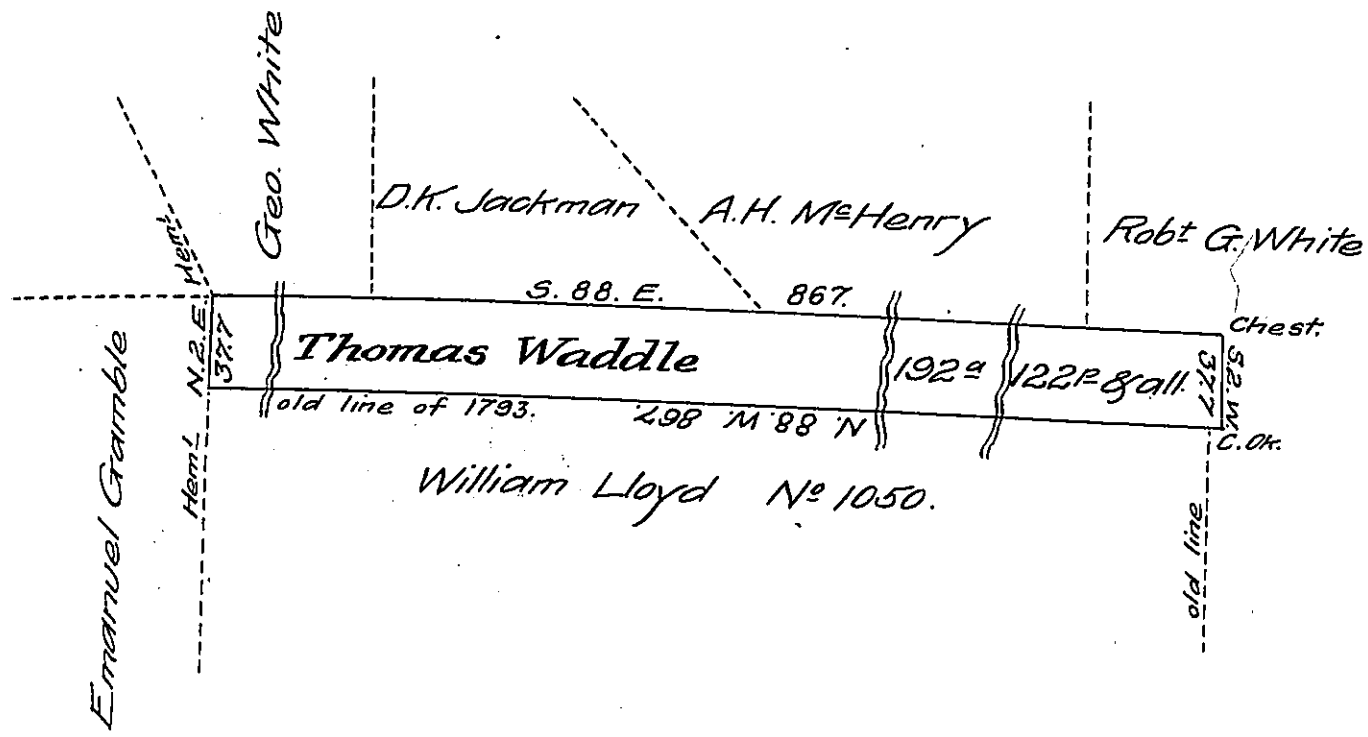 Geo. White
D.K. Jackman
A.H. McHenry
Robt G. White
Hem!
S. 88. E. 867.
Chest.
N. 2. E.
37.7
Thomas Waddle
192a
122p & all.
37.7
S. 2. W.
old line of 1793.
N. 88. W. 867.
C. Ok.
Hem!
William Lloyd No 1050.
Emanuel Gramble
old line